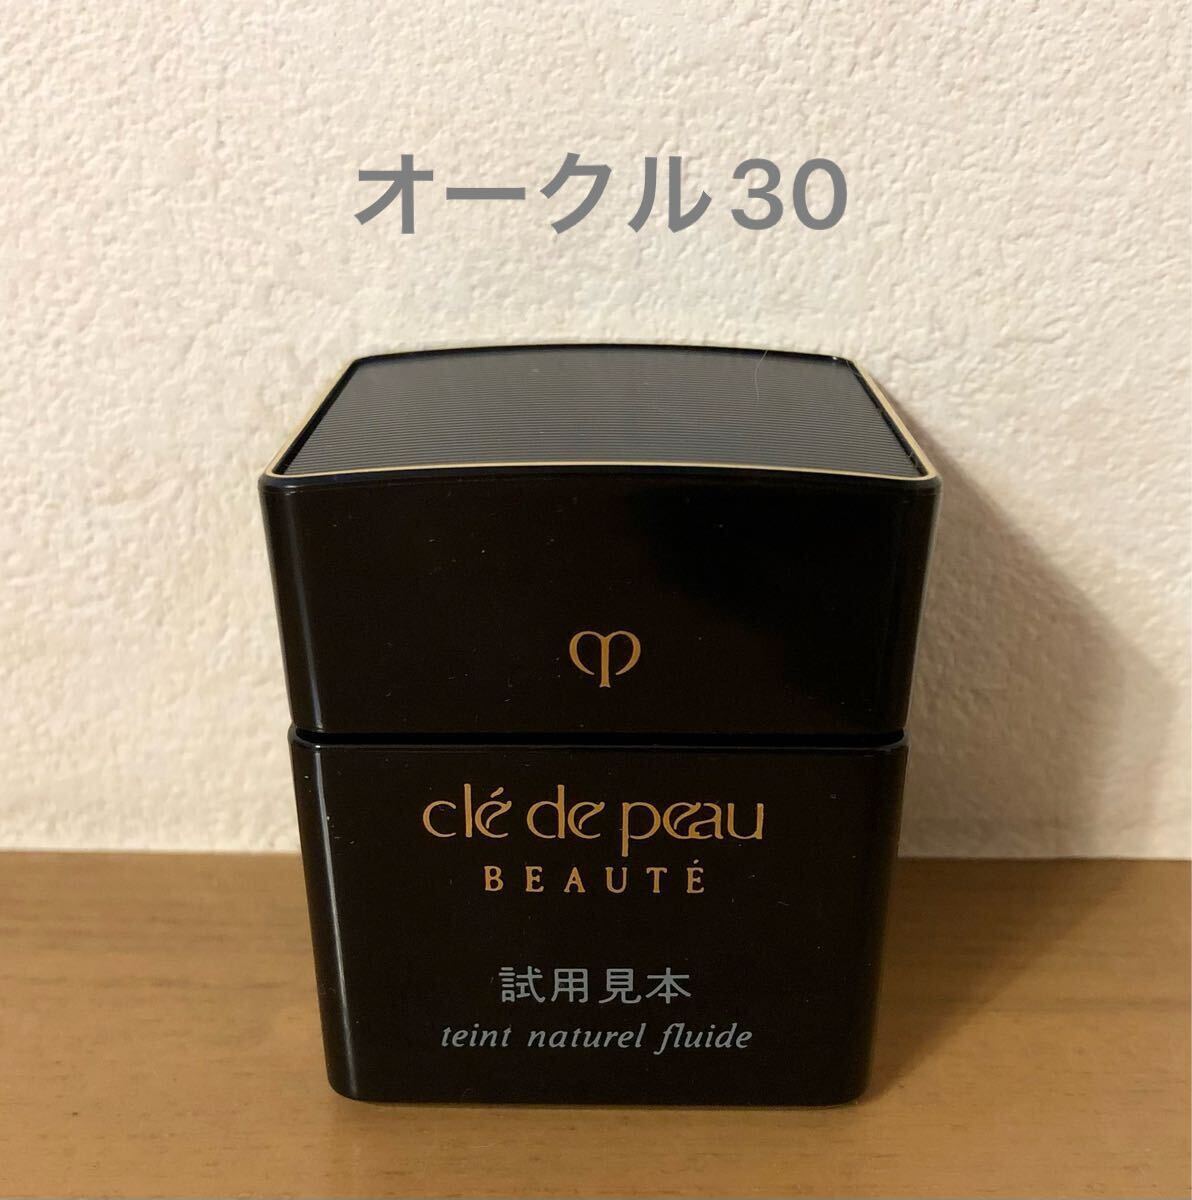 オークル30
clé de peau
BEAUTÉ
試用見本
teint naturel fluide